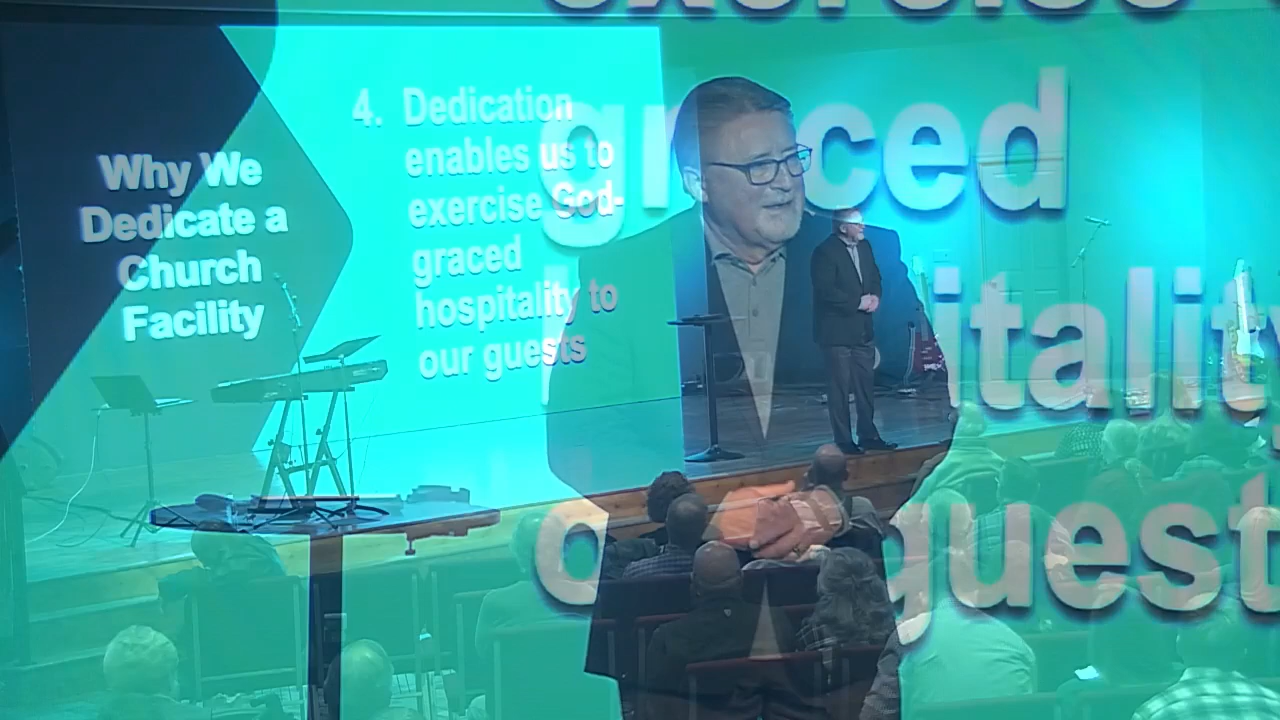 Why We
Dedicate a
Church
Facility
4. Dedication
enables us to
exercise God-
graced
hospitality to
our guests
exercise
graced
itality
guest